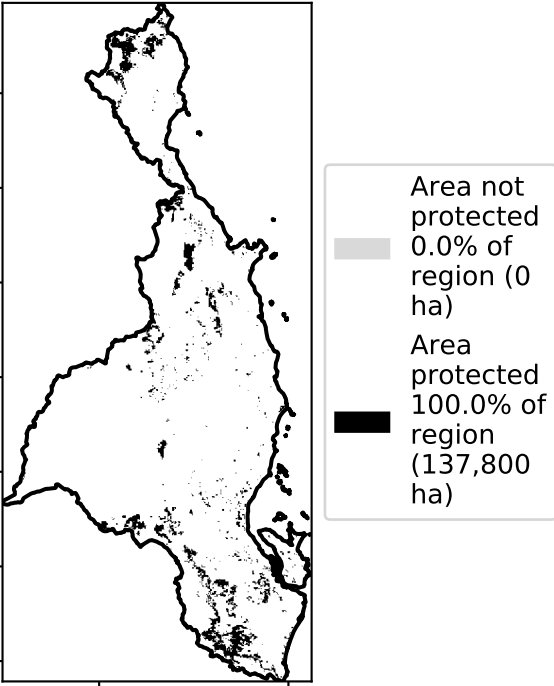 Area not
protected
0.0% of
region (0
ha)
Area
protected
100.0% of
region
(137,800
ha)